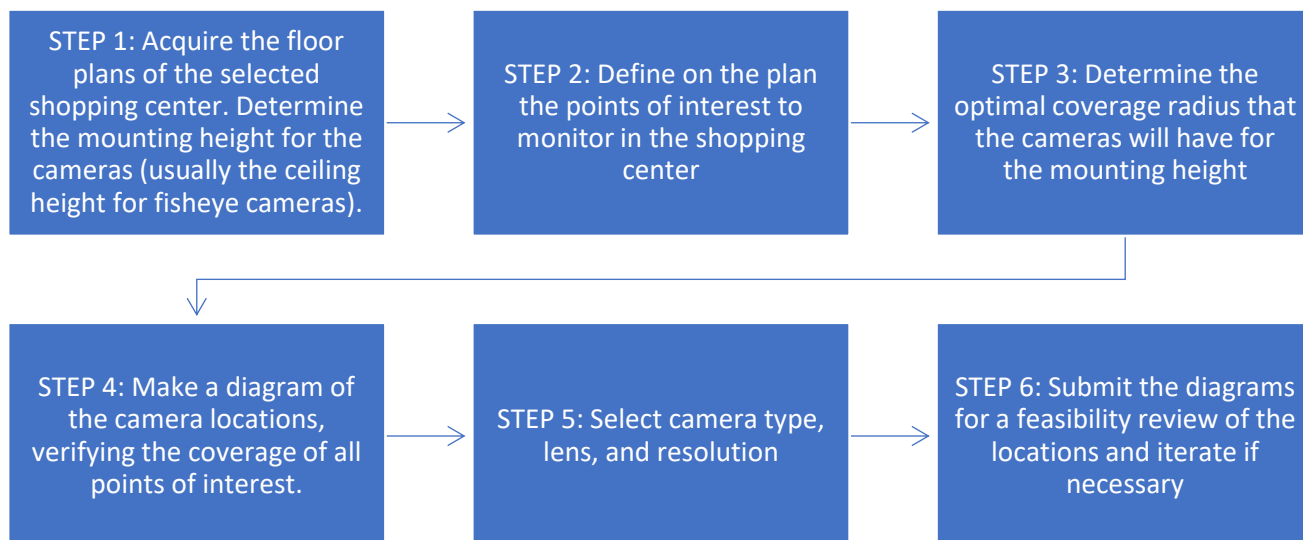 STEP 1: Acquire the floor
plans of the selected
shopping center. Determine
the mounting height for the
cameras (usually the ceiling
height for fisheye cameras).
STEP 2: Define on the plan
the points of interest to
monitor in the shopping
center
STEP 3: Determine the
optimal coverage radius that
the cameras will have for
the mounting height
STEP 4: Make a diagram of
the camera locations,
verifying the coverage of all
points of interest.
STEP 5: Select camera type,
lens, and resolution
STEP 6: Submit the diagrams
for a feasibility review of the
locations and iterate if
necessary